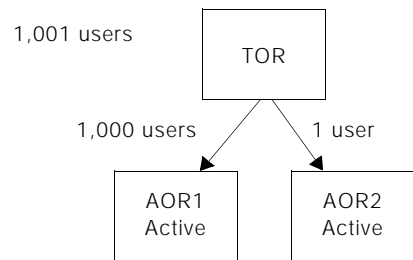 1,001 users
TOR
1,000 users
1 user
AOR1
Active
AOR2
Active